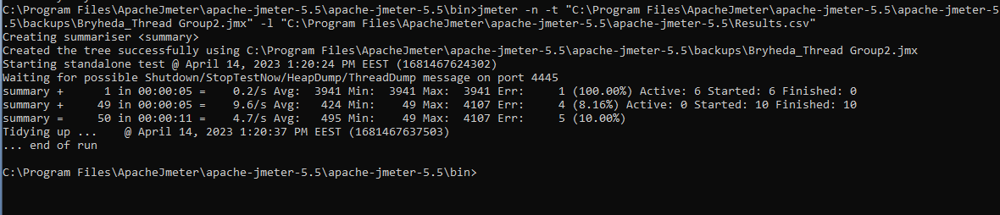 C:\Program Files\ApacheJmeter\apache-jmeter-5.5\apache-jmeter-5.5\bin>jmeter -n -t "C:\Program Files\ApacheJmeter\apache-jmeter-5.5\apache-jmeter-5
.5\backups\Bryheda_Thread Group2.jmx" -l "C:\Program Files\ApacheJmeter\apache-jmeter-5.5\apache-jmeter-5.5\Results.csv"
Creating summariser <summary>
Created the tree successfully using C:\Program Files\ApacheJmeter\apache-jmeter-5.5\apache-jmeter-5.5\backups\Bryheda_Thread Group2.jmx
Starting standalone test @ April 14, 2023 1:20:24 PM EEST (1681467624302)
Waiting for possible Shutdown/StopTestNow/HeapDump/ThreadDump message on port 4445
summary +      1 in 00:00:05 =    0.2/s Avg:  3941 Min:  3941 Max:  3941 Err:     1 (100.00%) Active: 6 Started: 6 Finished: 0
summary +     49 in 00:00:05 =    9.6/s Avg:   424 Min:    49 Max:  4107 Err:     4 (8.16%) Active: 0 Started: 10 Finished: 10
summary =     50 in 00:00:11 =    4.7/s Avg:   495 Min:    49 Max:  4107 Err:     5 (10.00%)
Tidying up ...    @ April 14, 2023 1:20:37 PM EEST (1681467637503)
... end of run
C:\Program Files\ApacheJmeter\apache-jmeter-5.5\apache-jmeter-5.5\bin>